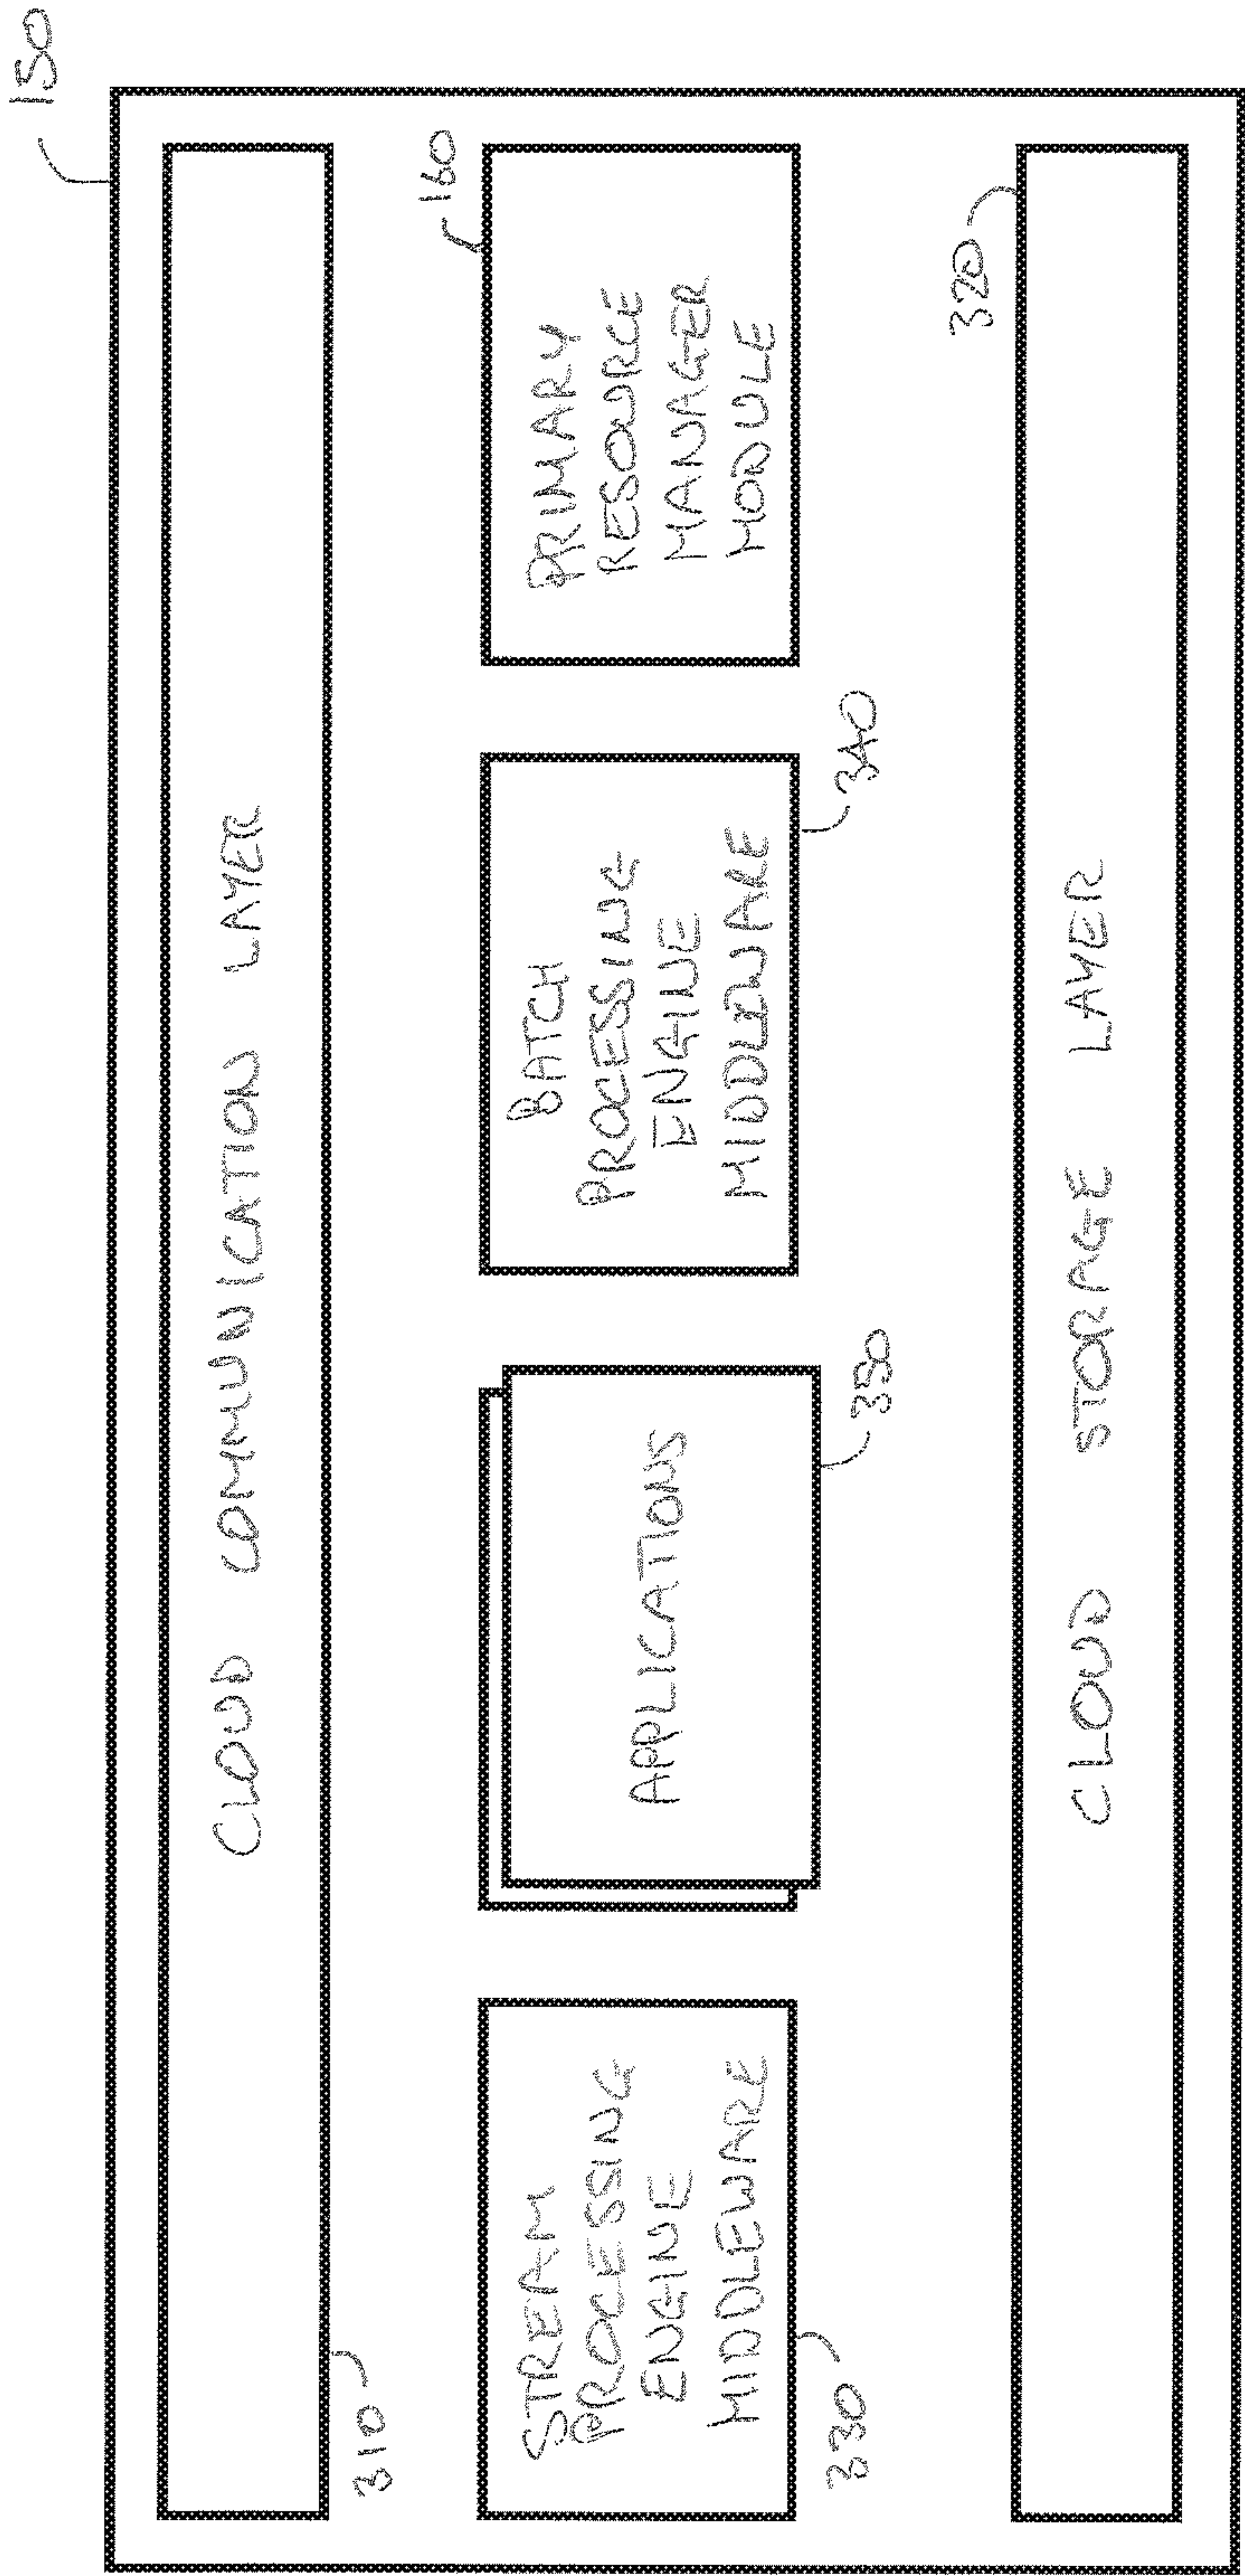 150
CLOUD COMMUNICATION LAYER
310
160
STREAM
PROCESSING
ENGINE
MIDDLEWARE
330
APPLICATIONS
350
BATCH
PROCESSING
ENGINE
MIDDLEWARE
340
PRIMARY
RESOURCE
MANAGER
MODULE
320
CLOUD STORAGE LAYER